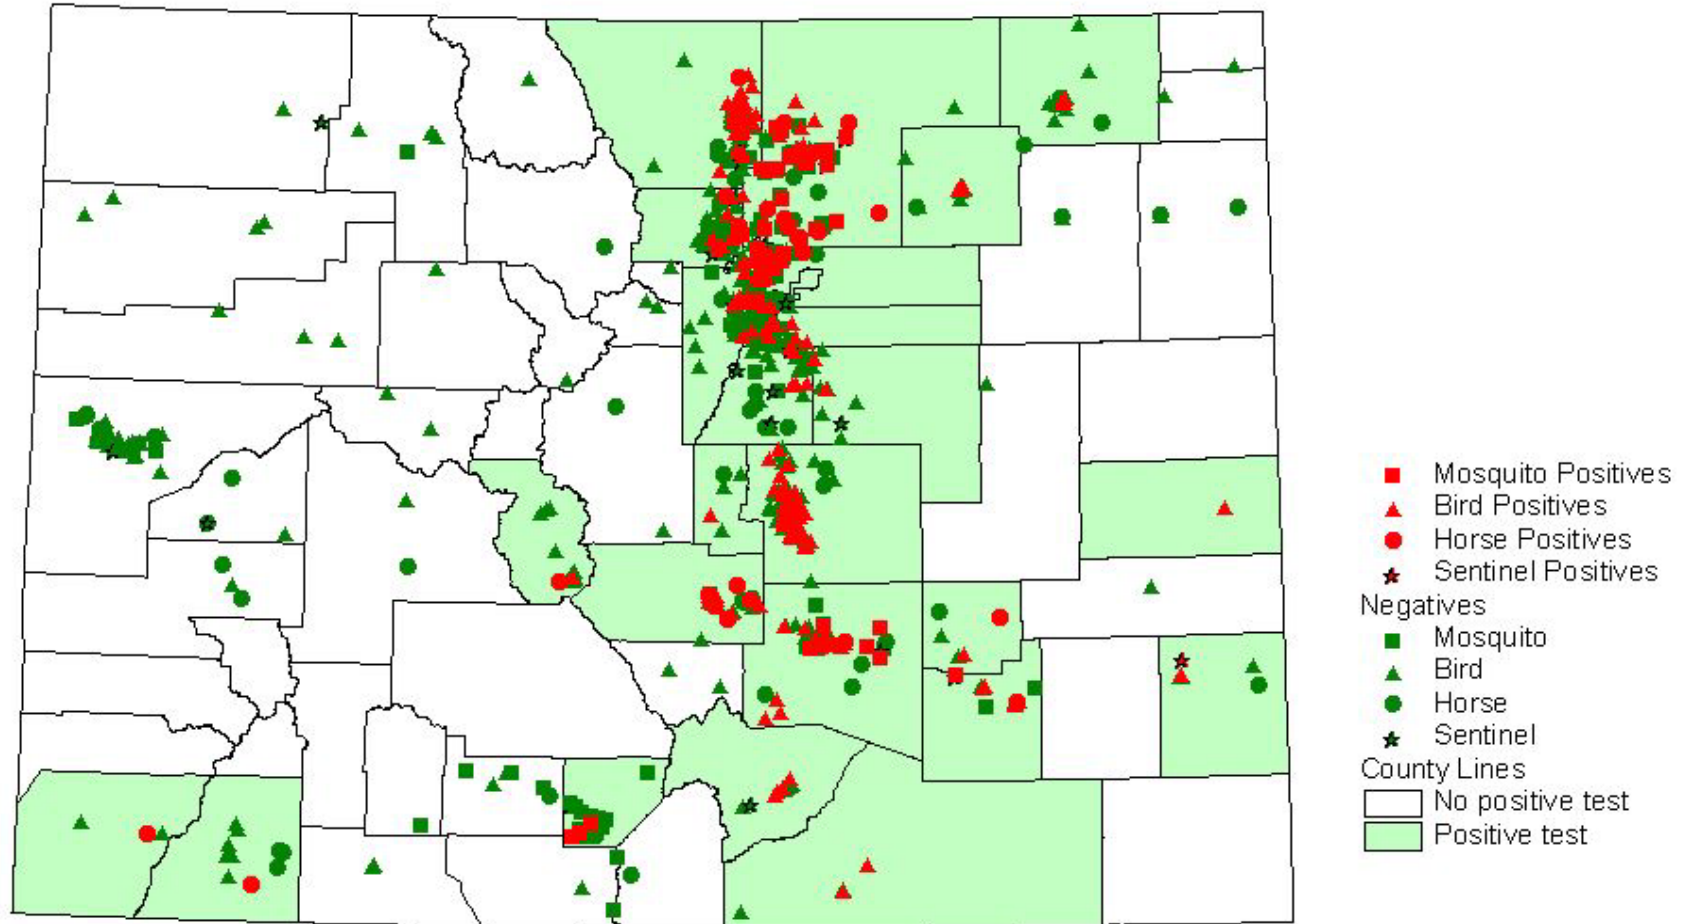 Mosquito Positives
Bird Positives
Horse Positives
Sentinel Positives
Negatives
Mosquito
Bird
Horse
Sentinel
County Lines
No positive test
Positive test